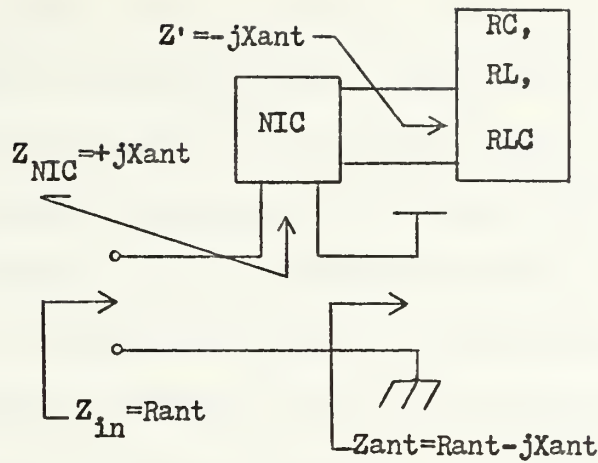 Z'=-jXant
RC,
RL,
RLC
NIC
Z_NIC=+jXant
Z_in=Rant
Zant=Rant-jXant